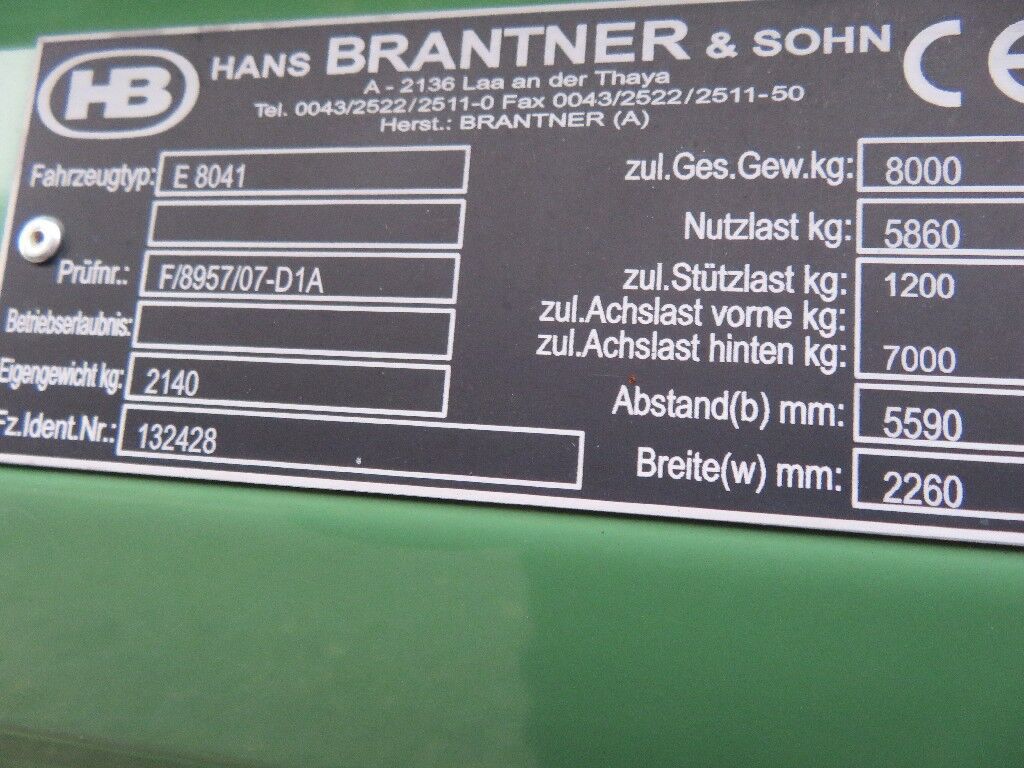 HB HANS BRANTNER & SOHN CE
A - 2136 Laa an der Thaya
Tel. 0043/2522/2511-0 Fax 0043/2522/2511-50
Herst.: BRANTNER (A)
Fahrzeugtyp: E 8041
Prüfnr.: F/8957/07-D1A
Betriebserlaubnis:
Eigengewicht kg: 2140
Fz.Ident.Nr.: 132428
zul.Ges.Gew.kg: 8000
Nutzlast kg: 5860
zul.Stützlast kg: 1200
zul.Achslast vorne kg:
zul.Achslast hinten kg: 7000
Abstand(b) mm: 5590
Breite(w) mm: 2260